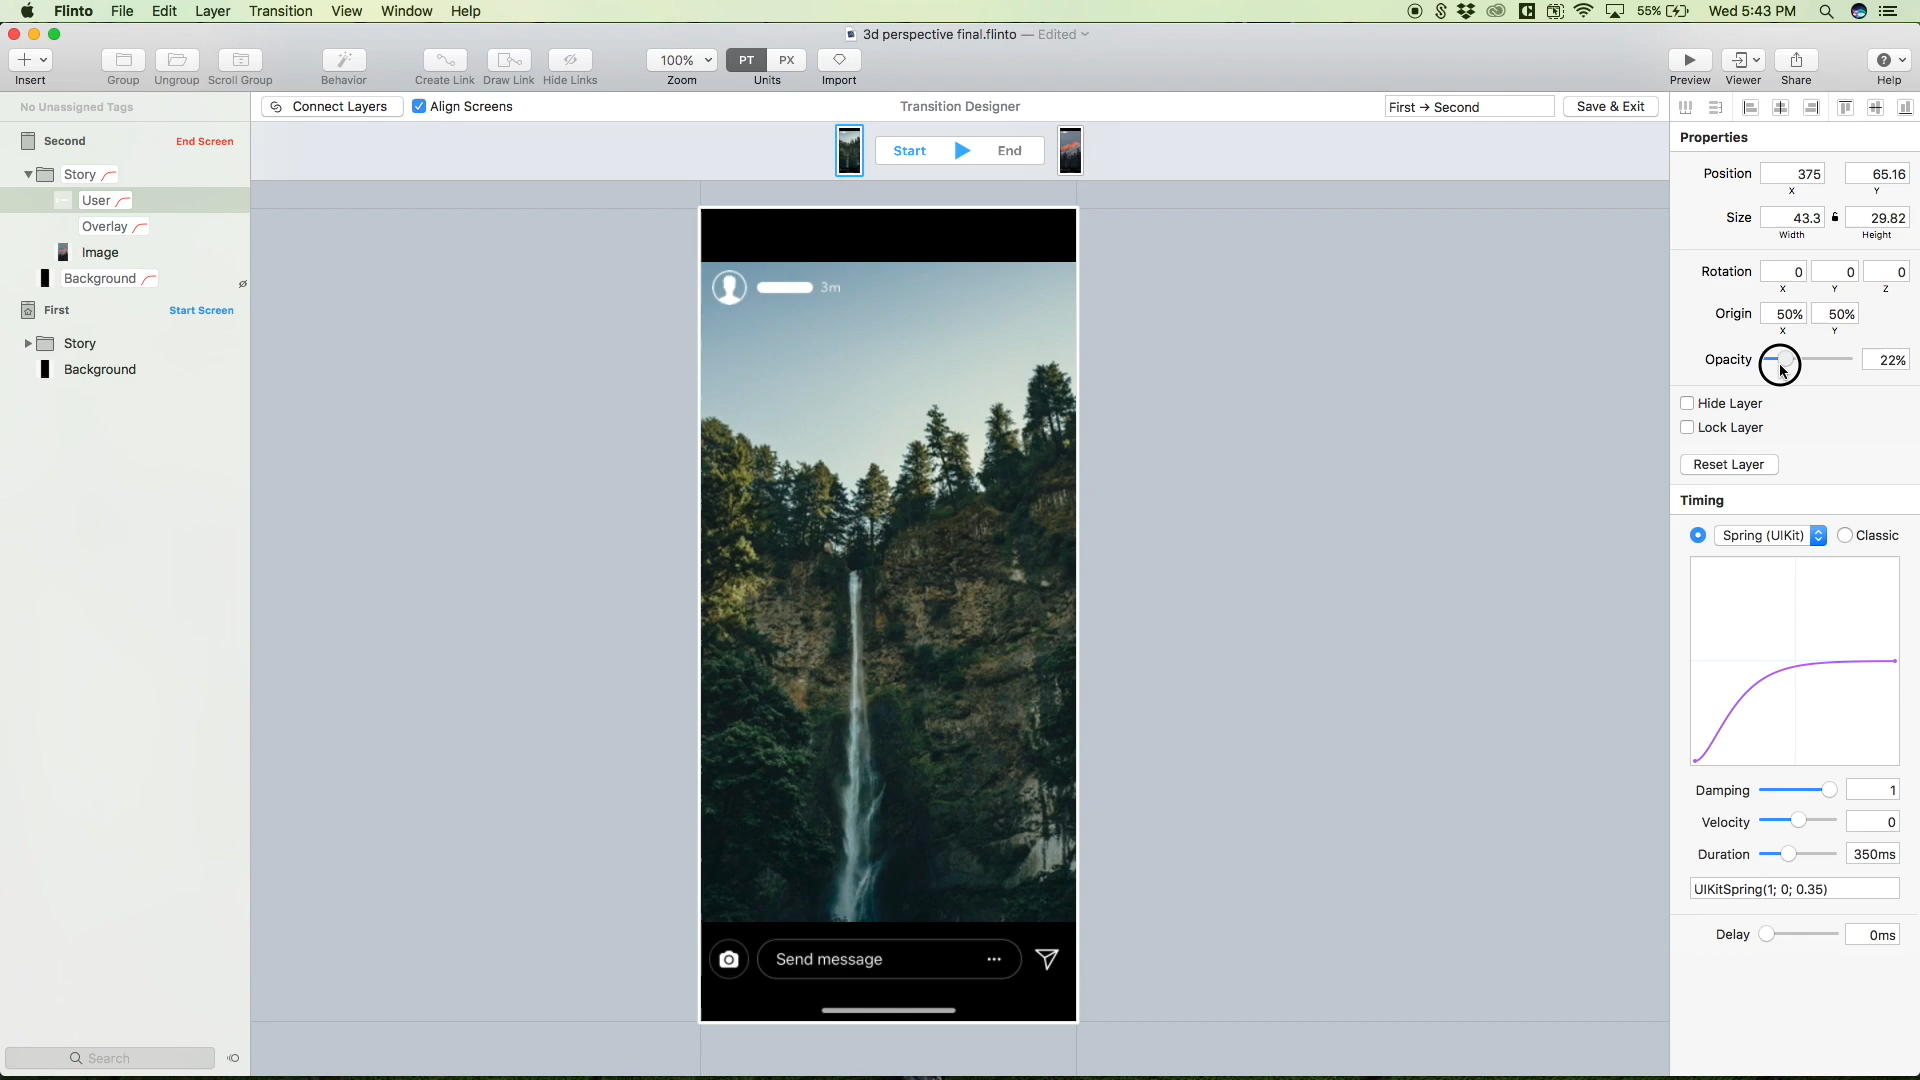 Flinto File Edit Layer Transition View Window Help 55% Wed 5:43 PM
3d perspective final.flinto — Edited
Insert Group Ungroup Scroll Group Behavior Create Link Draw Link Hide Links 100% Zoom PT PX Units Import Preview Viewer Share Help
No Unassigned Tags
Connect Layers Align Screens Transition Designer First → Second Save & Exit
Start End
Second End Screen
Story
User
Overlay
Image
Background
First Start Screen
Story
Background
Search
3m
Send message
Properties
Position 375 65.16
X Y
Size 43.3 29.82
Width Height
Rotation 0 0 0
X Y Z
Origin 50% 50%
X Y
Opacity 22%
Hide Layer
Lock Layer
Reset Layer
Timing
Spring (UIKit) Classic
Damping 1
Velocity 0
Duration 350ms
UIKitSpring(1; 0; 0.35)
Delay 0ms